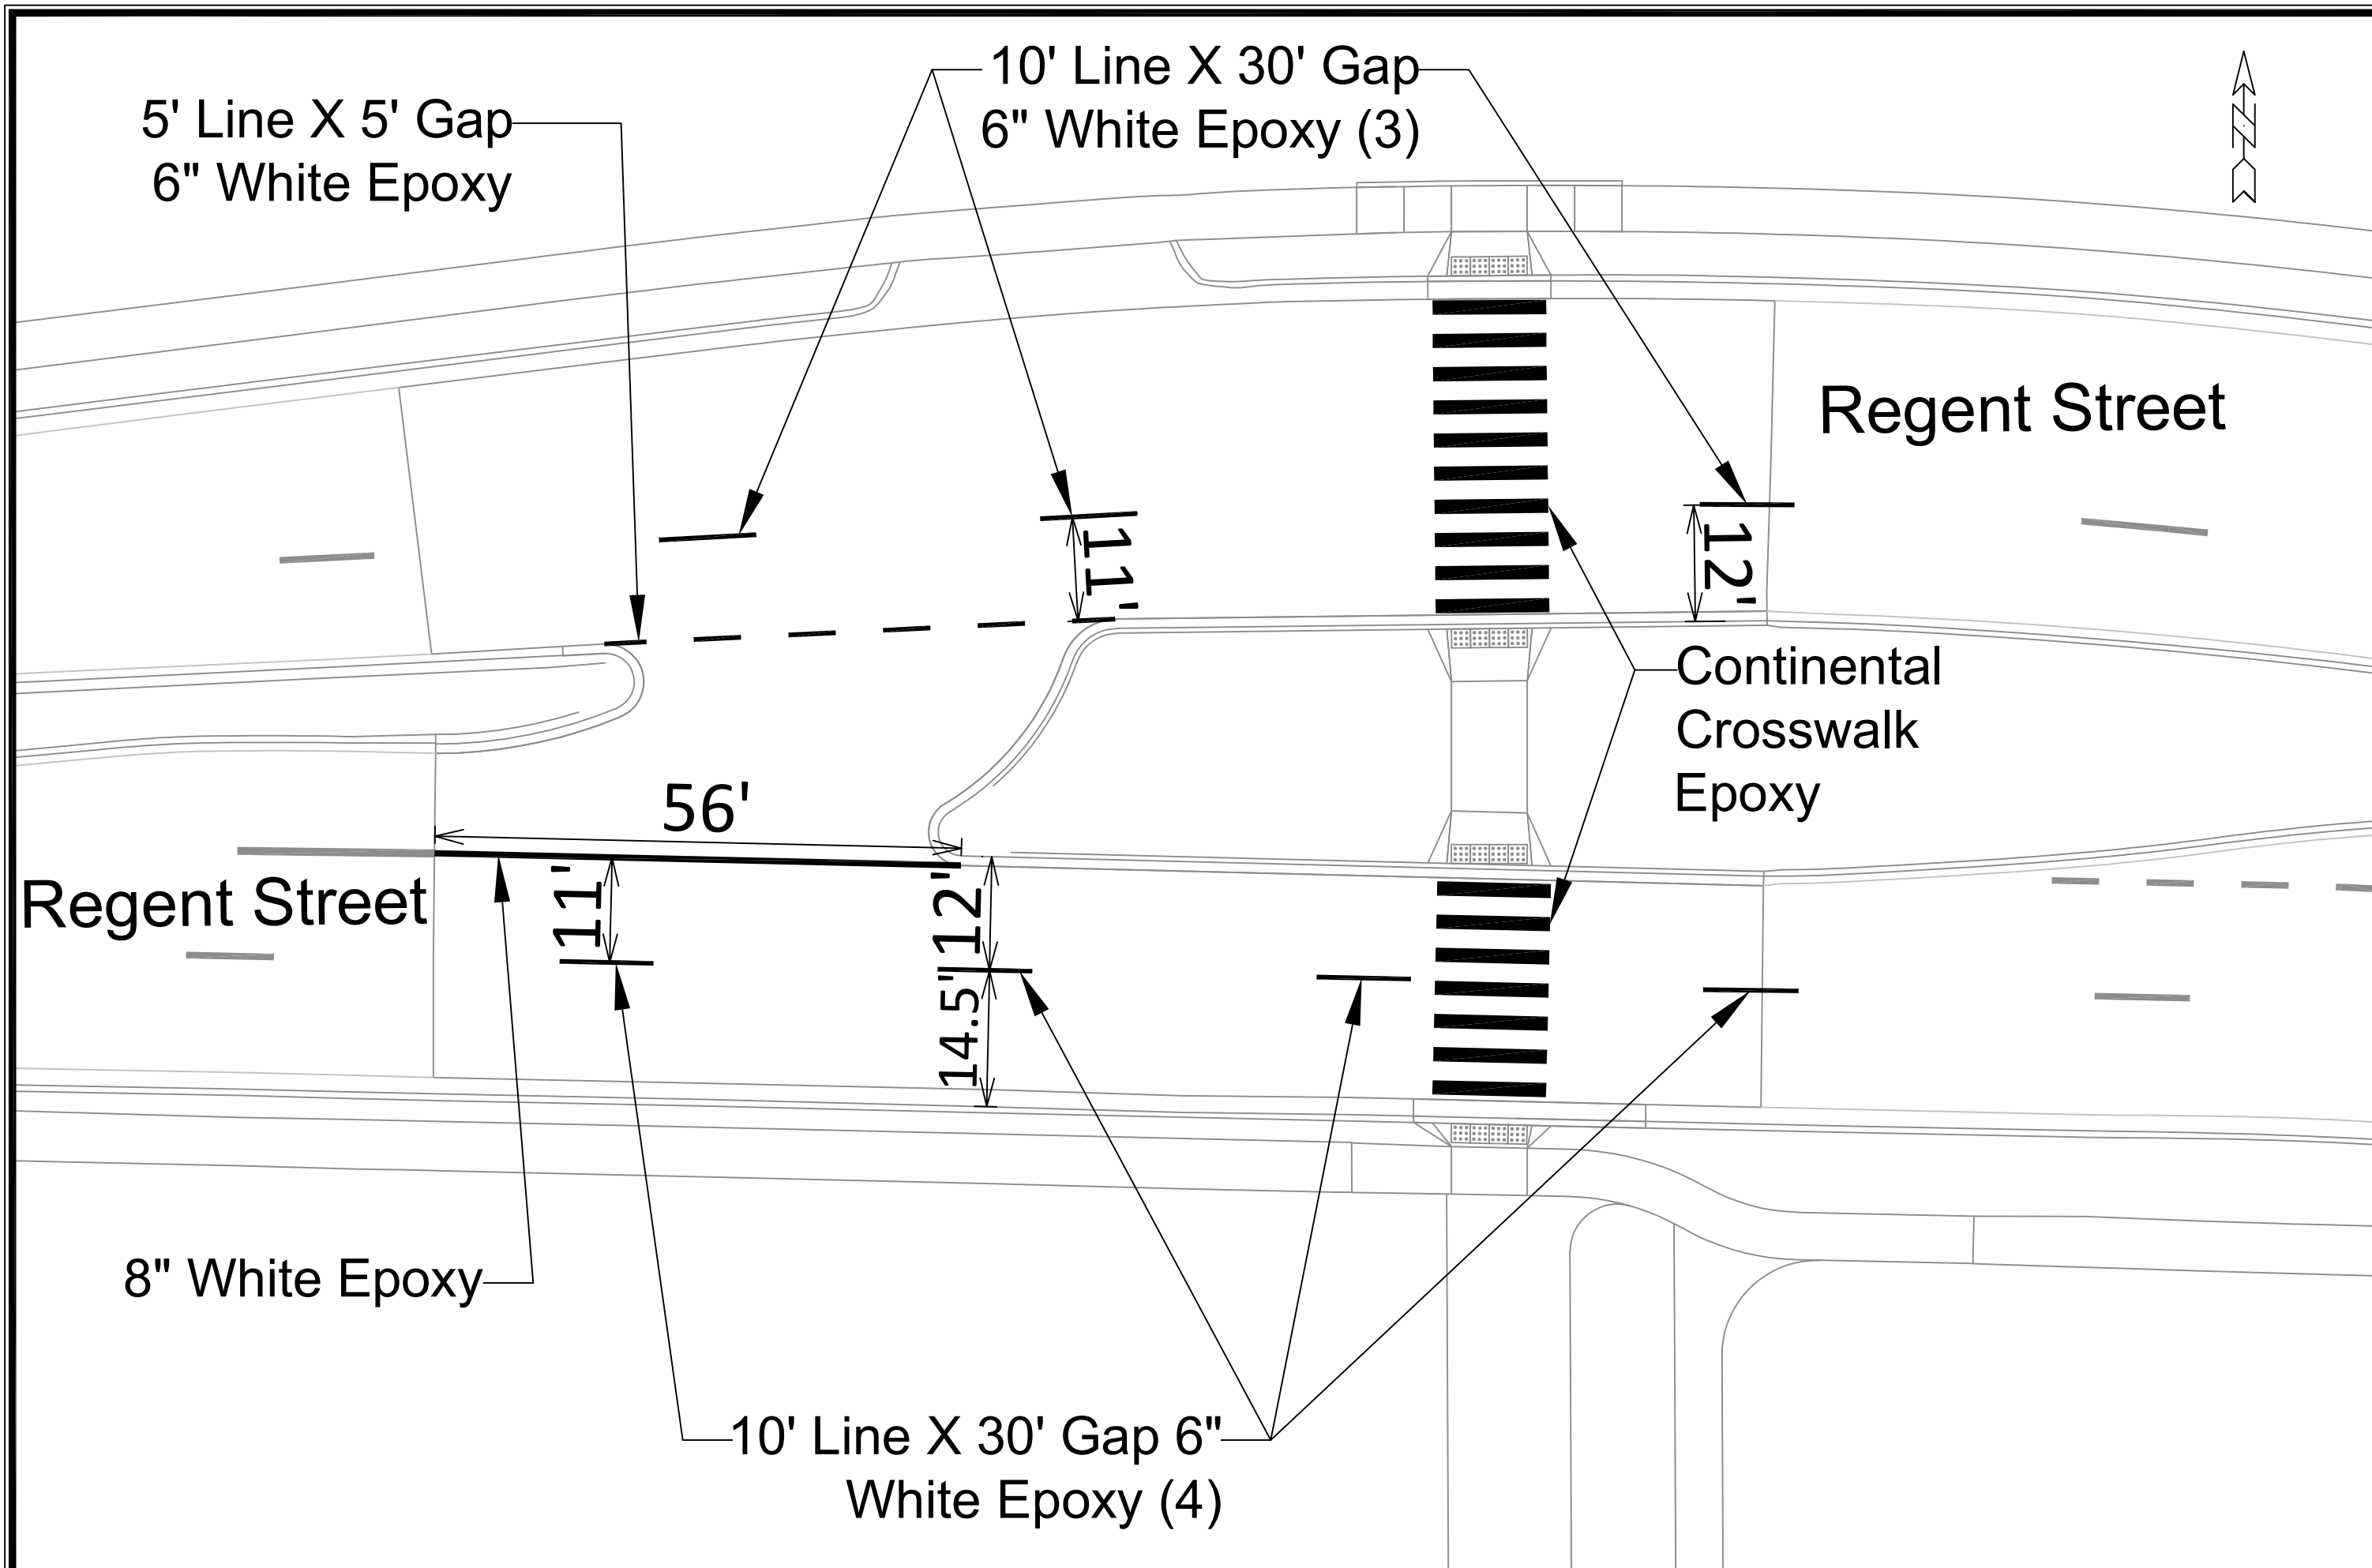 10' Line X 30' Gap
6" White Epoxy (3)
5' Line X 5' Gap
6" White Epoxy
N
Regent Street
11'
12'
Continental
Crosswalk
Epoxy
56'
Regent Street
11'
12'
14.5'
8" White Epoxy
10' Line X 30' Gap 6"
White Epoxy (4)